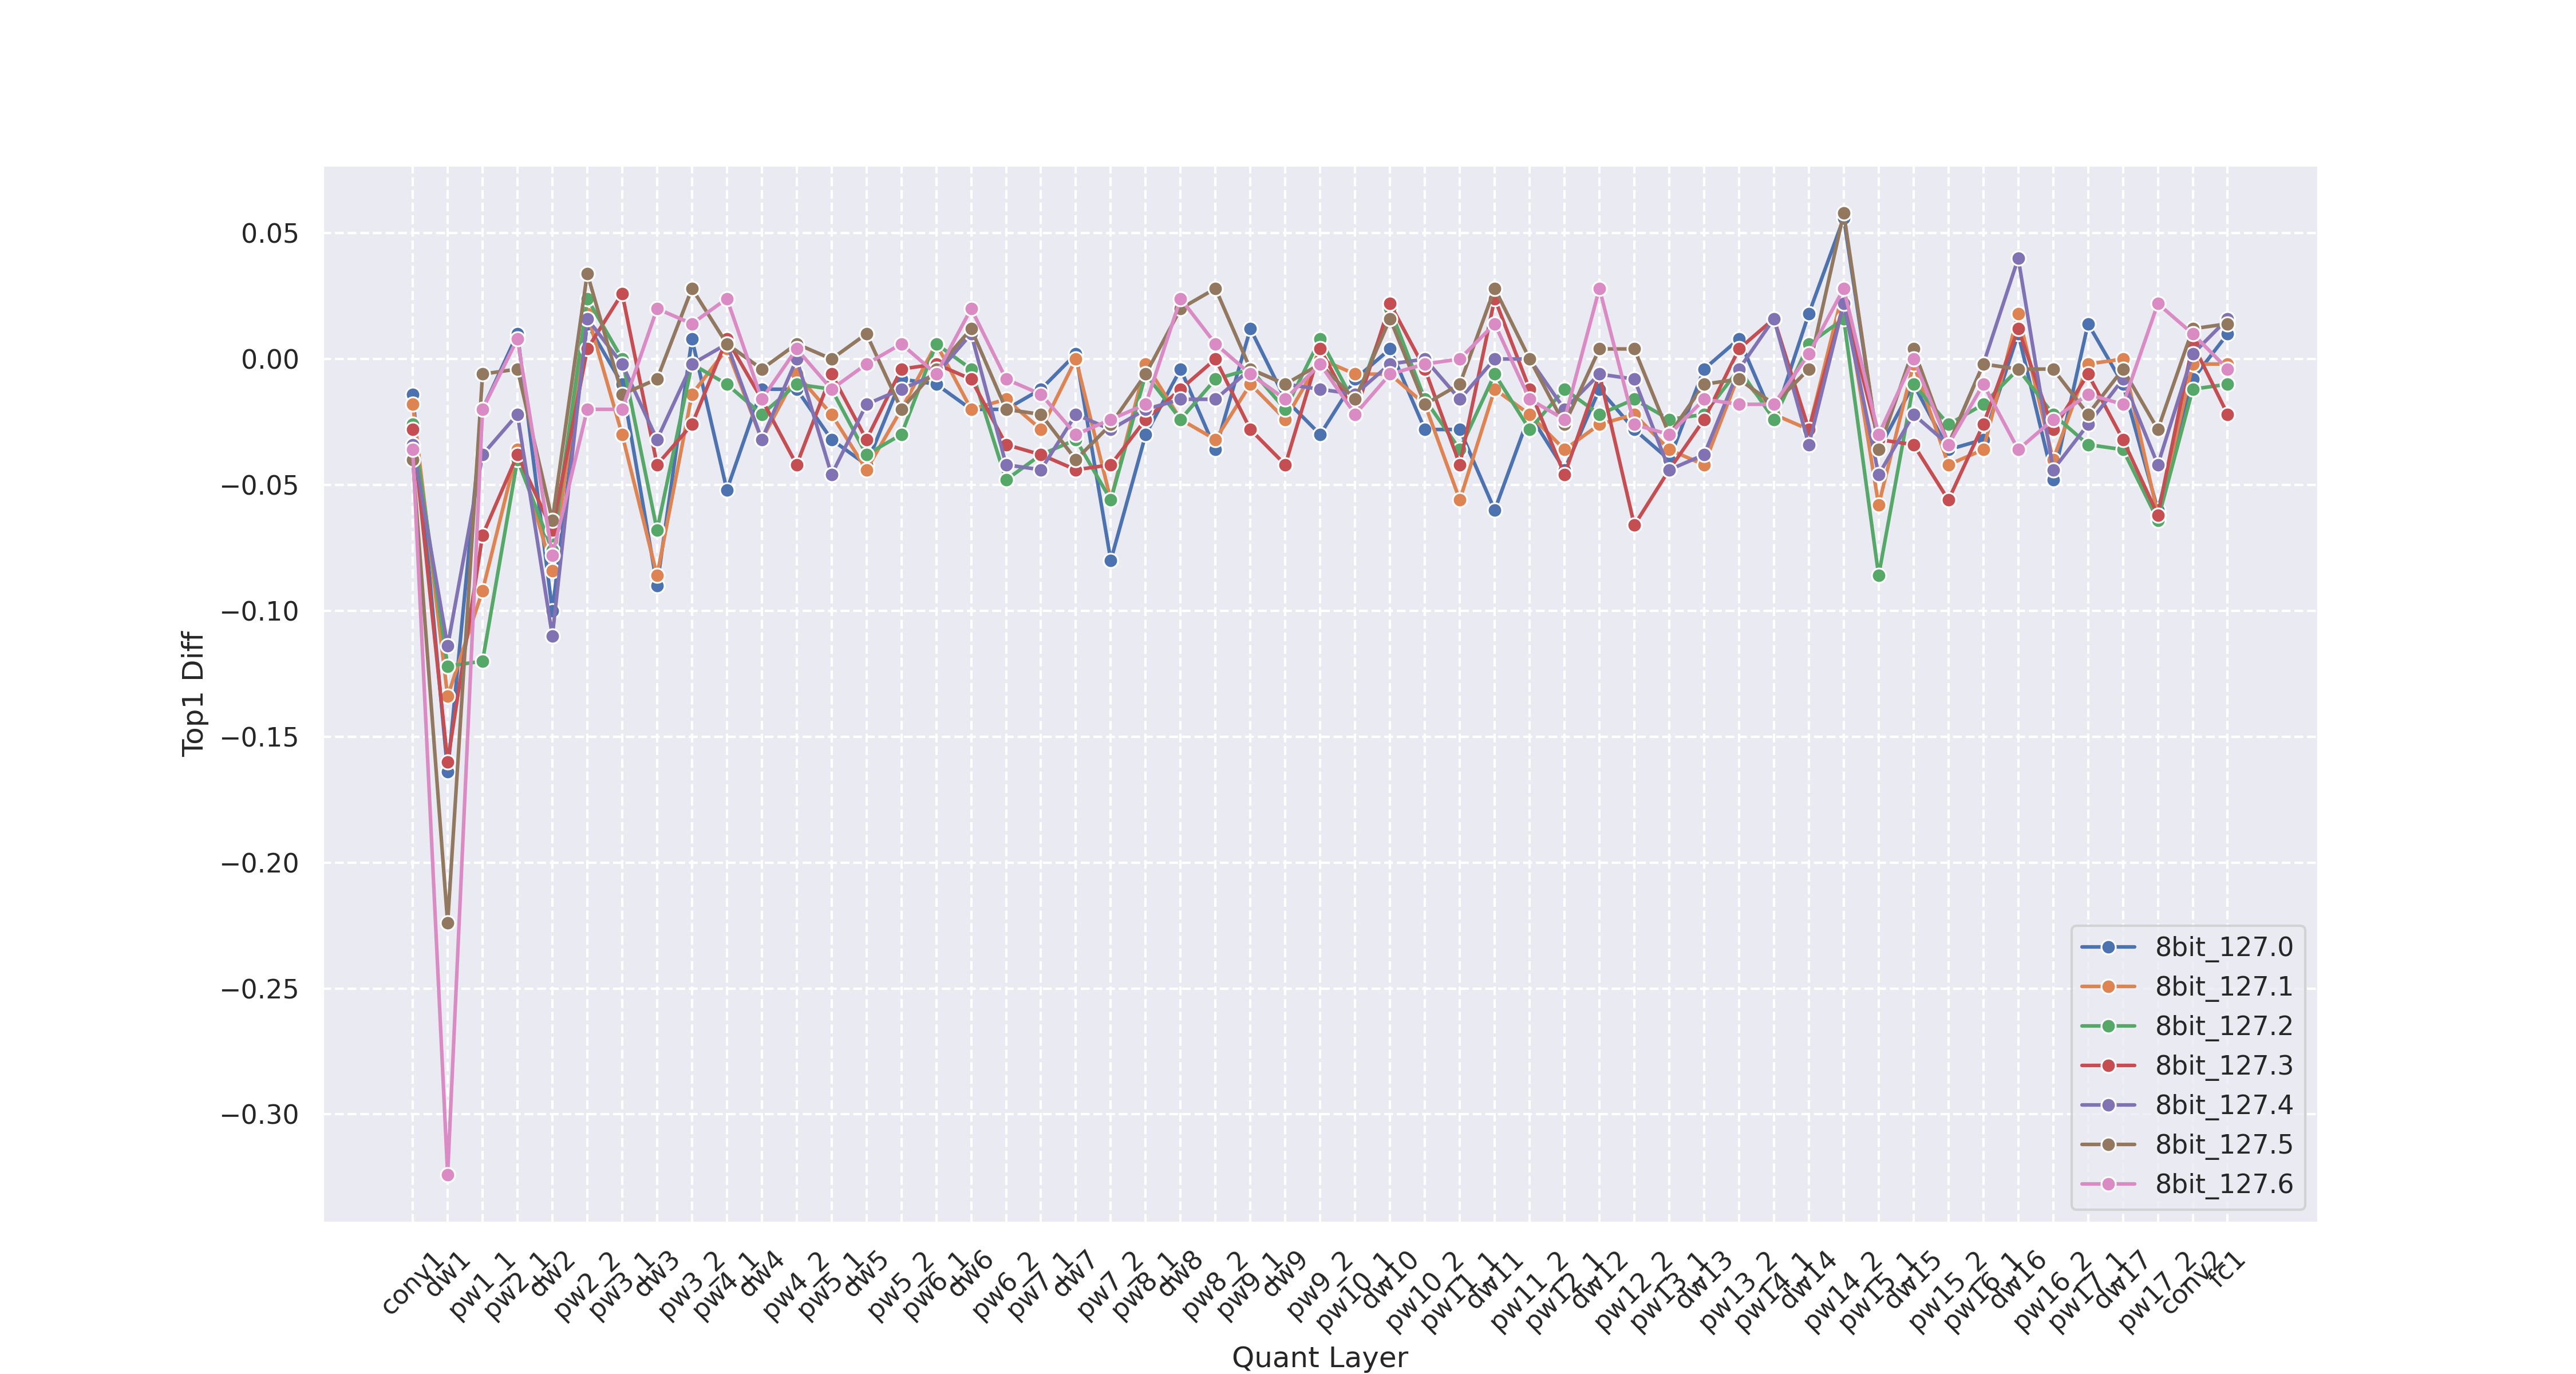 0.05
0.00
−0.05
−0.10
−0.15
−0.20
−0.25
−0.30
Top1 Diff
8bit_127.0
8bit_127.1
8bit_127.2
8bit_127.3
8bit_127.4
8bit_127.5
8bit_127.6
conv1
dw1
pw1_1
pw2_1
dw2
pw2_2
pw3_1
dw3
pw3_2
pw4_1
dw4
pw4_2
pw5_1
dw5
pw5_2
pw6_1
dw6
pw6_2
pw7_1
dw7
pw7_2
pw8_1
dw8
pw8_2
pw9_1
dw9
pw9_2
pw10_1
dw10
pw10_2
pw11_1
dw11
pw11_2
pw12_1
dw12
pw12_2
pw13_1
dw13
pw13_2
pw14_1
dw14
pw14_2
pw15_1
dw15
pw15_2
pw16_1
dw16
pw16_2
pw17_1
dw17
pw17_2
conv2
fc1
Quant Layer